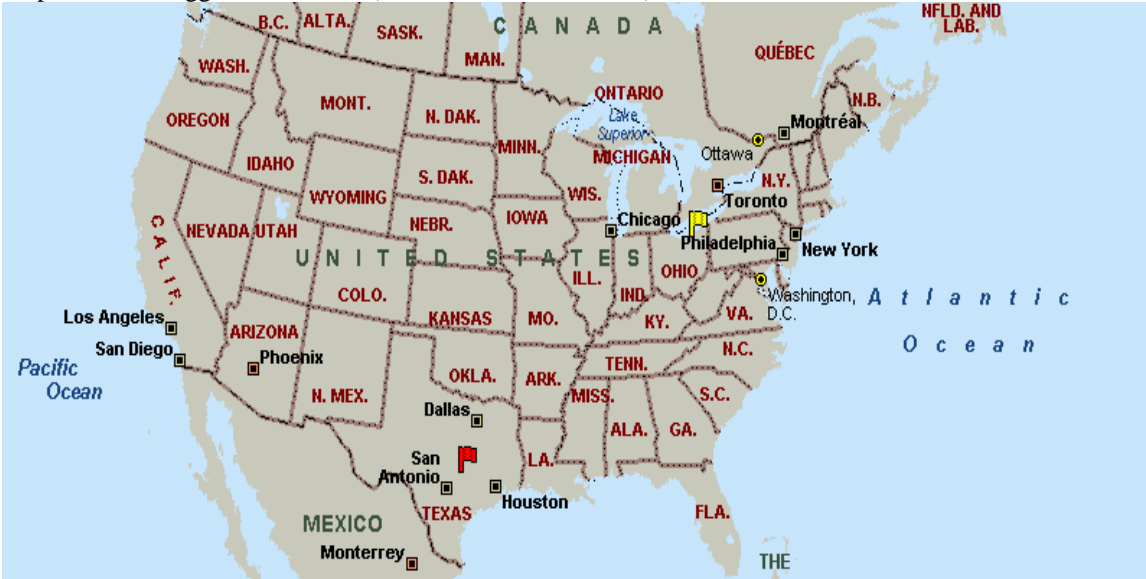 B.C.
ALTA.
SASK.
MAN.
C A N A D A
NFLD. AND
LAB.
QUÉBEC
WASH.
MONT.
N. DAK.
ONTARIO
N.B.
OREGON
Lake
Superior
Montréal
MINN.
Ottawa
MICHIGAN
IDAHO
S. DAK.
N.Y.
WYOMING
WIS.
Toronto
NEBR.
IOWA
Chicago
NEVADA
UTAH
Philadelphia
New York
U N I T E D S T A T E S
CALIF.
ILL.
OHIO
COLO.
IND.
Washington,
D.C.
A t l a n t i c
O c e a n
Los Angeles
KANSAS
MO.
KY.
VA.
ARIZONA
San Diego
Phoenix
N.C.
Pacific
Ocean
OKLA.
TENN.
N. MEX.
ARK.
MISS.
S.C.
Dallas
ALA.
GA.
San
Antonio
LA.
Houston
TEXAS
FLA.
MEXICO
Monterrey
THE